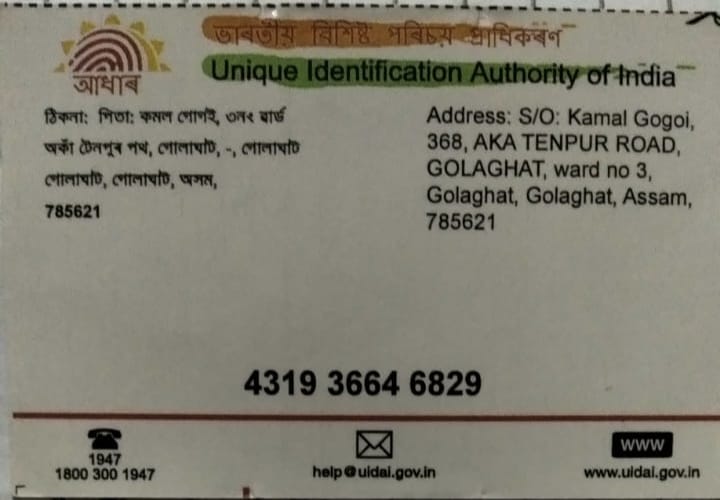 ভাৰতীয় বিশিষ্ট পৰিচয় প্ৰাধিকৰণ
Unique Identification Authority of India
আধাৰ
ঠিকনা: পিতা: কমল গোগই, ৩নং ৱাৰ্ড
অকাঁ টেনপুৰ পথ, গোলাঘাট, -, গোলাঘাট
গোলাঘাট, গোলাঘাট, অসম,
785621
Address: S/O: Kamal Gogoi,
368, AKA TENPUR ROAD,
GOLAGHAT, ward no 3,
Golaghat, Golaghat, Assam,
785621
4319 3664 6829
1947
1800 300 1947
help@uidai.gov.in
www
www.uidai.gov.in